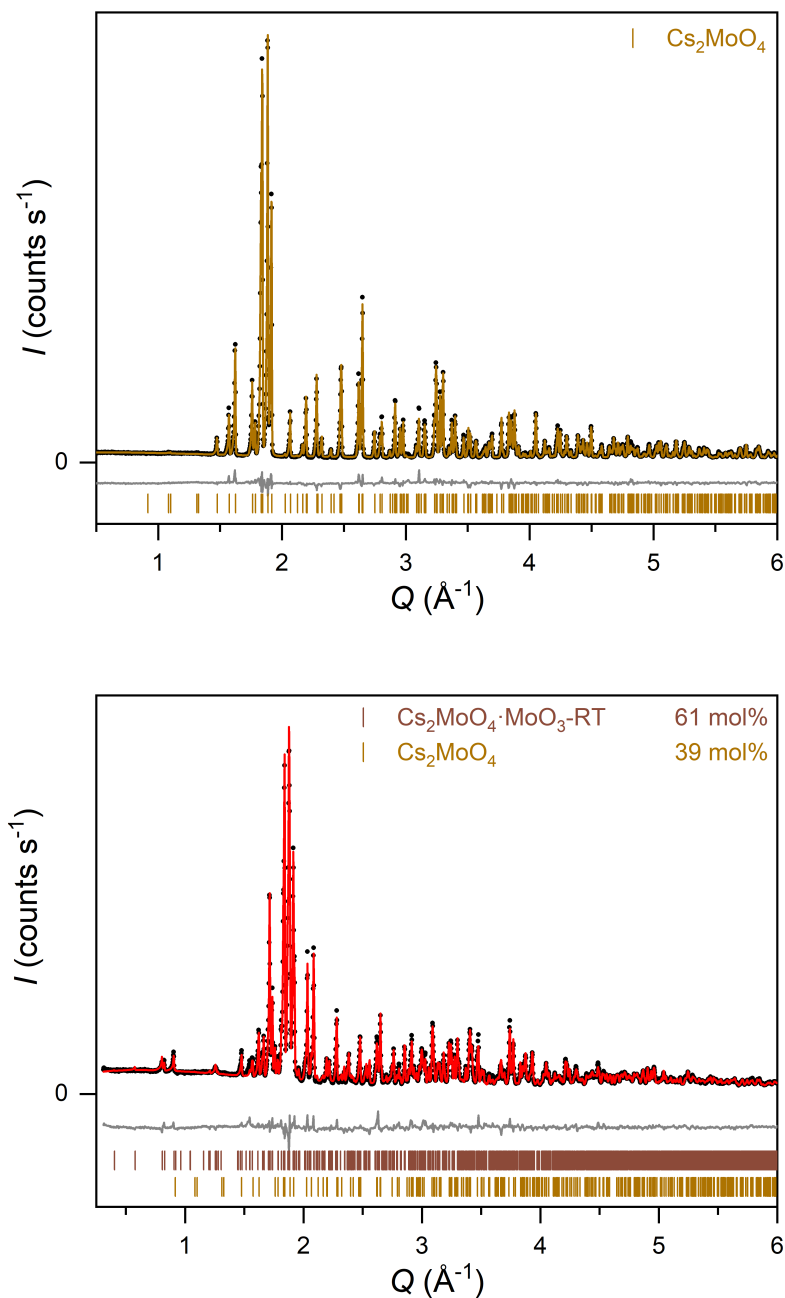 Cs₂MoO₄
I (counts s⁻¹)
0
1 2 3 4 5 6
Q (Å⁻¹)
Cs₂MoO₄·MoO₃-RT 61 mol%
Cs₂MoO₄ 39 mol%
I (counts s⁻¹)
0
1 2 3 4 5 6
Q (Å⁻¹)